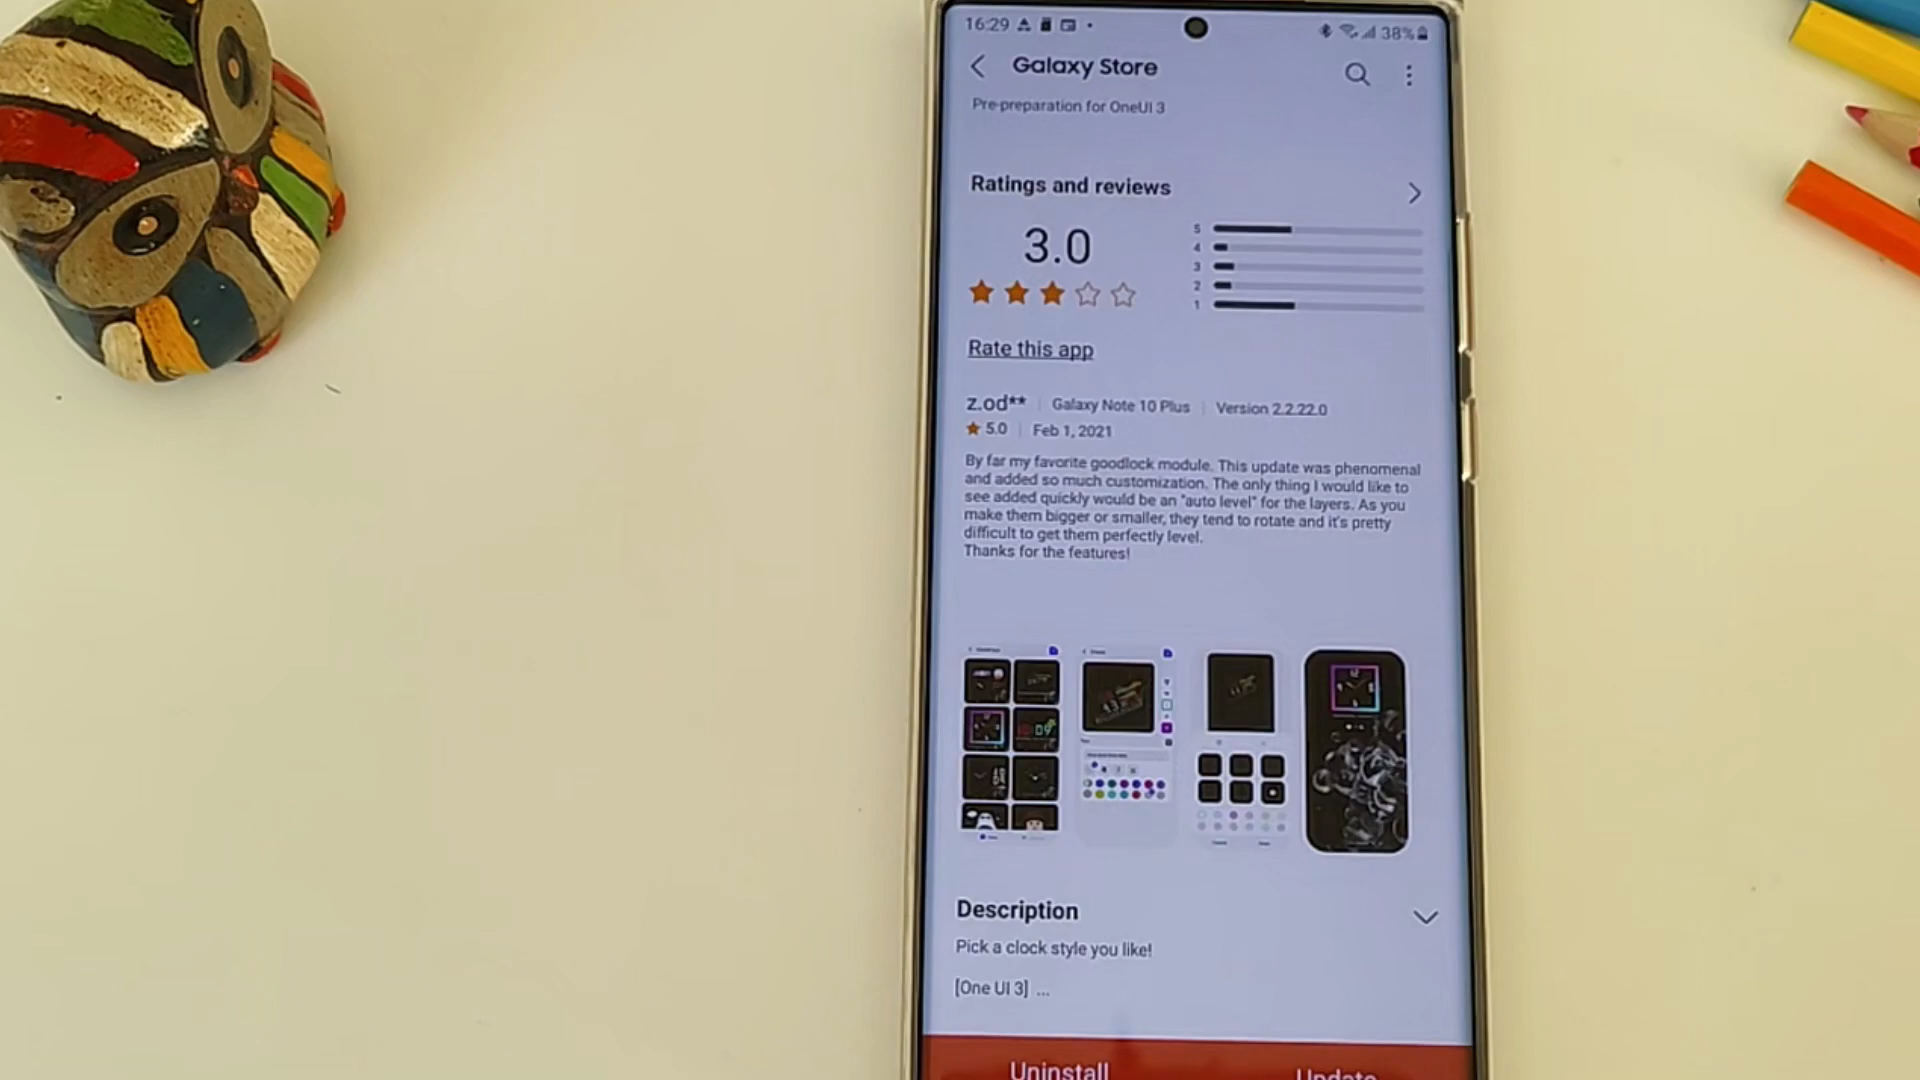 16:29
38%
Galaxy Store
Pre-preparation for OneUI 3
Ratings and reviews
3.0
5
4
3
2
1
Rate this app
z.od** Galaxy Note 10 Plus Version 2.2.22.0
5.0 Feb 1, 2021
By far my favorite goodlock module. This update was phenomenal
and added so much customization. The only thing I would like to
see added quickly would be an "auto level" for the layers. As you
make them bigger or smaller, they tend to rotate and it's pretty
difficult to get them perfectly level.
Thanks for the features!
Description
Pick a clock style you like!
[One UI 3] ...
Uninstall
Update